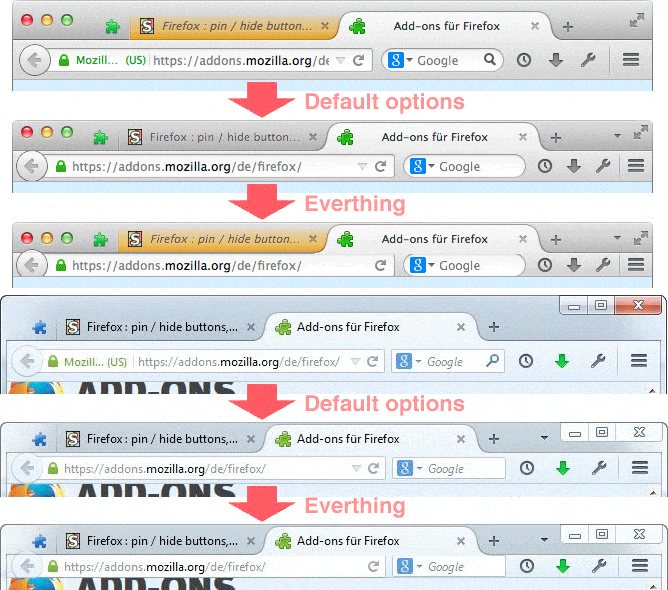 Firefox : pin / hide button...
Add-ons für Firefox
Mozill... (US) https://addons.mozilla.org/de
Google
Default options
Firefox : pin / hide button...
Add-ons für Firefox
https://addons.mozilla.org/de/firefox/
Google
Everthing
Firefox : pin / hide button...
Add-ons für Firefox
https://addons.mozilla.org/de/firefox/
Google
Firefox : pin / hide buttons,...
Add-ons für Firefox
Mozill... (US) https://addons.mozilla.org/de/firefox/
Google
ADD-ONS
Default options
Firefox : pin / hide buttons,...
Add-ons für Firefox
https://addons.mozilla.org/de/firefox/
Google
ADD-ONS
Everthing
Firefox : pin / hide buttons,...
Add-ons für Firefox
https://addons.mozilla.org/de/firefox/
Google